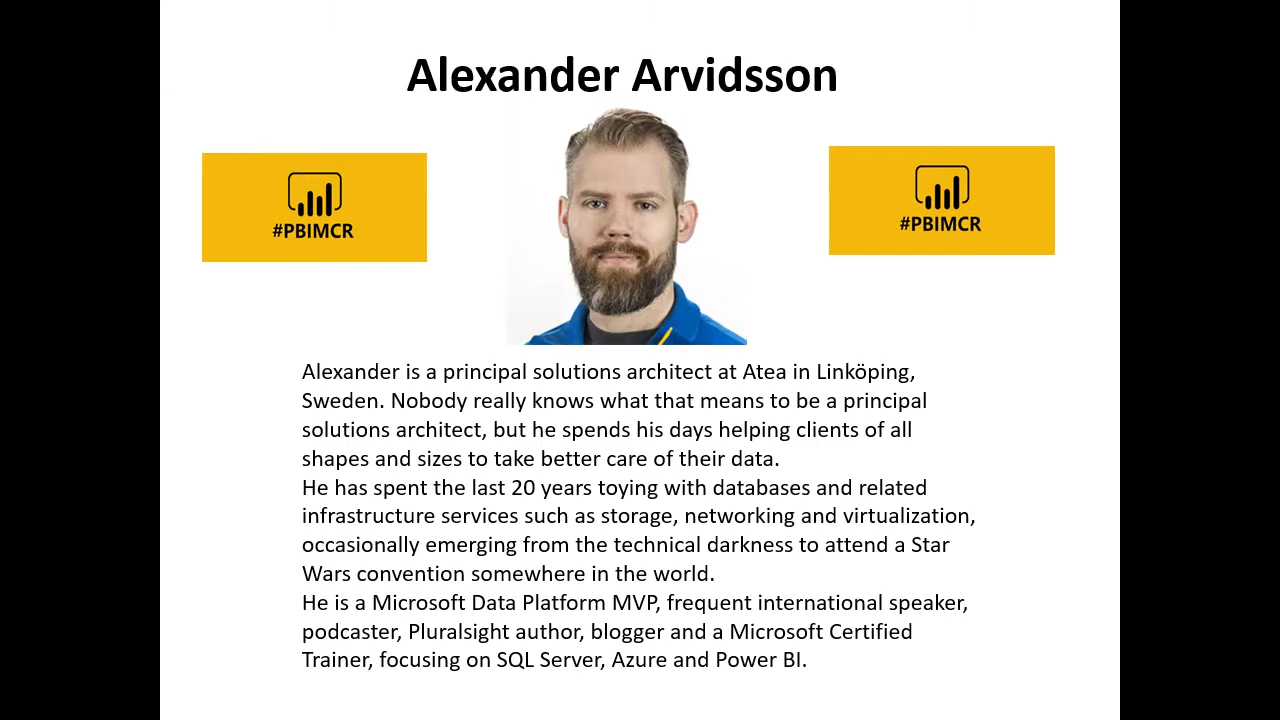 Alexander Arvidsson
#PBIMCR
#PBIMCR
Alexander is a principal solutions architect at Atea in Linköping,
Sweden. Nobody really knows what that means to be a principal
solutions architect, but he spends his days helping clients of all
shapes and sizes to take better care of their data.
He has spent the last 20 years toying with databases and related
infrastructure services such as storage, networking and virtualization,
occasionally emerging from the technical darkness to attend a Star
Wars convention somewhere in the world.
He is a Microsoft Data Platform MVP, frequent international speaker,
podcaster, Pluralsight author, blogger and a Microsoft Certified
Trainer, focusing on SQL Server, Azure and Power BI.